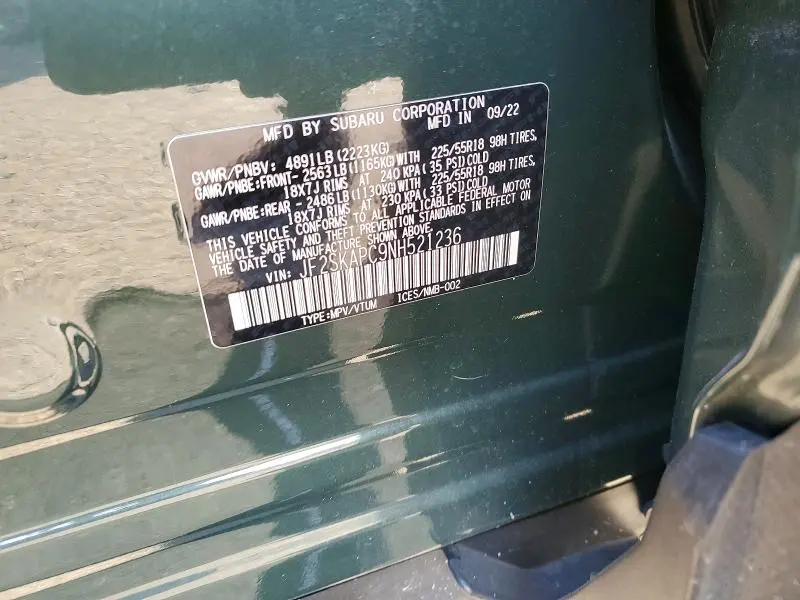 MFD BY SUBARU CORPORATION
MFD IN 09/22
GVWR/PNBV: 4891LB(2223KG)
GAWR/PNBE:FRONT-2563LB(1165KG)WITH 225/55R18 98H TIRES,
18X7J RIMS AT 240 KPA(35 PSI)COLD
GAWR/PNBE:REAR -2486LB(1130KG)WITH 225/55R18 98H TIRES,
18X7J RIMS AT 230 KPA(33 PSI)COLD
THIS VEHICLE CONFORMS TO ALL APPLICABLE FEDERAL MOTOR
VEHICLE SAFETY AND THEFT PREVENTION STANDARDS IN EFFECT ON
THE DATE OF MANUFACTURE SHOWN ABOVE.
VIN: JF2SKAPC9NH521236
TYPE:MPV/VTUM ICES/NMB-002